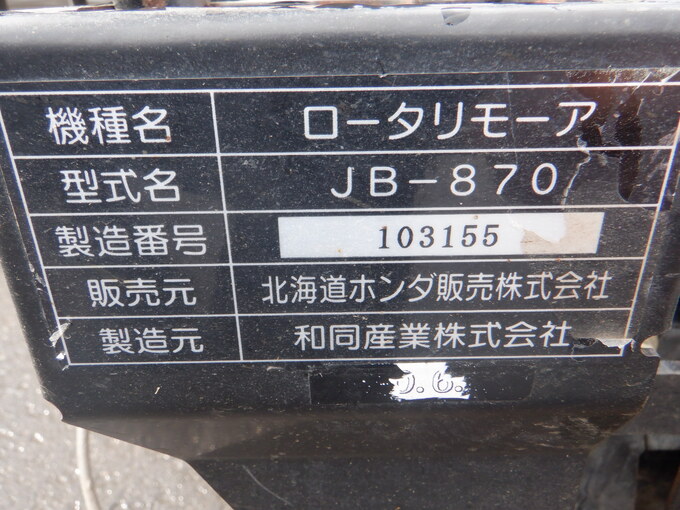 機種名 ロータリモーア
型式名 JB-870
製造番号 103155
販売元 北海道ホンダ販売株式会社
製造元 和同産業株式会社